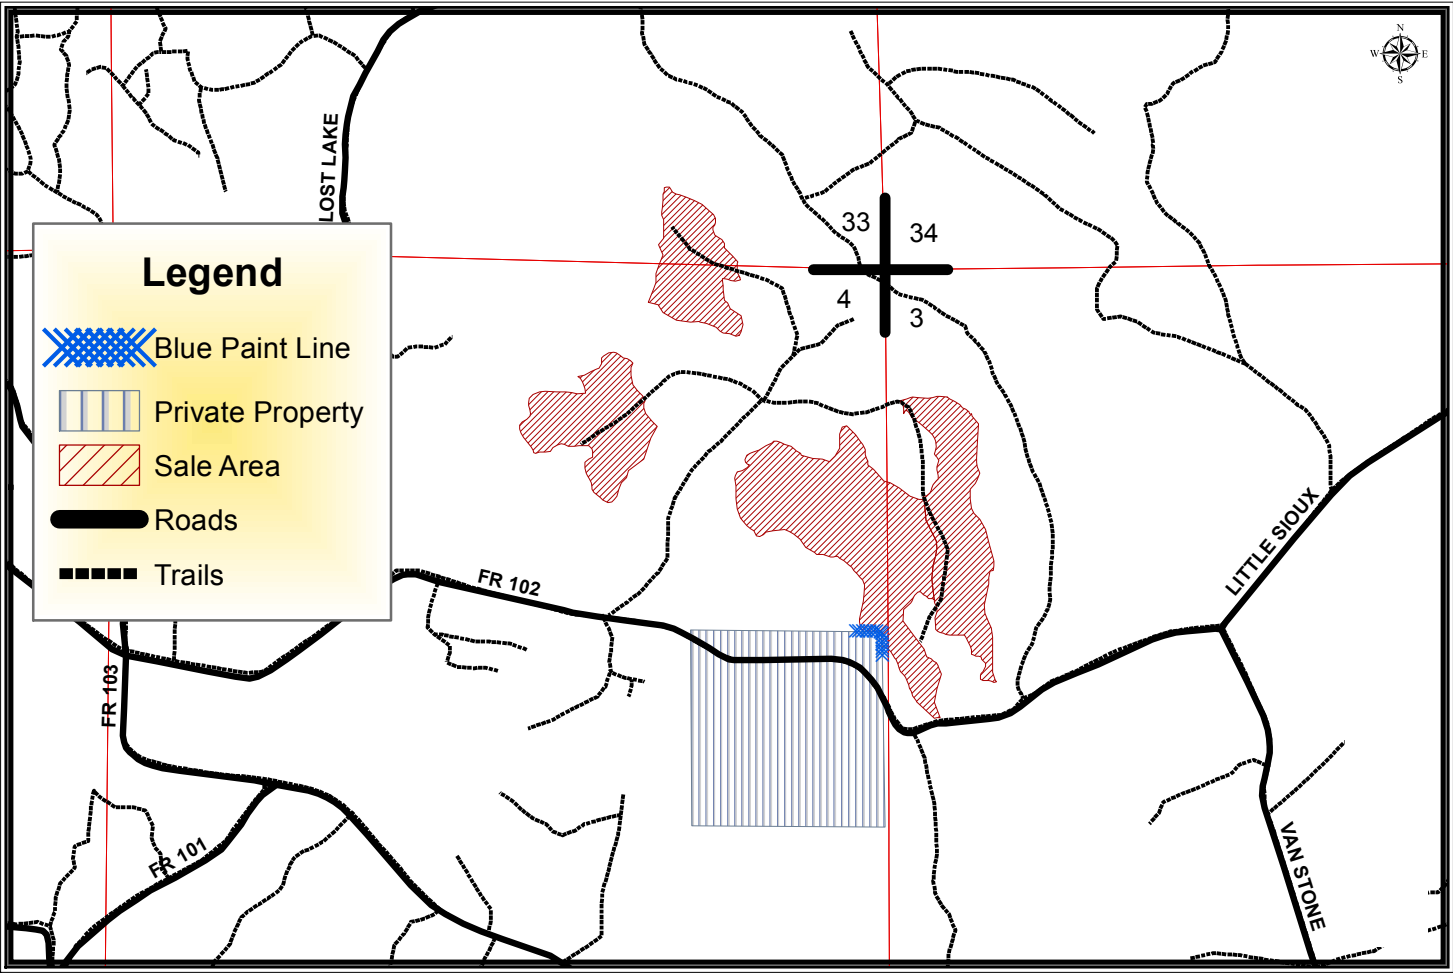 N
W E
S
LOST LAKE
33
34
4
3
Legend
Blue Paint Line
Private Property
Sale Area
Roads
Trails
FR 102
LITTLE SIOUX
FR 103
FR 101
VAN STONE